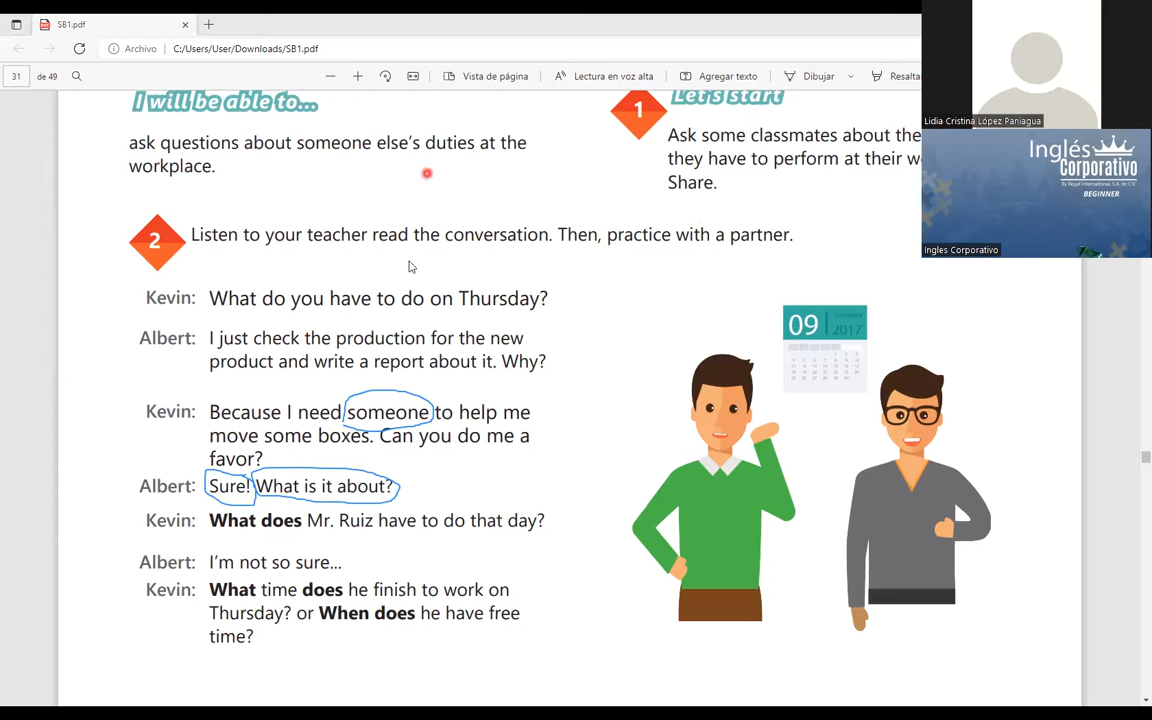 SB1.pdf
Archivo C:/Users/User/Downloads/SB1.pdf
31 de 49 Vista de página Lectura en voz alta Agregar texto Dibujar Resaltar
I will be able to...
ask questions about someone else's duties at the
workplace.
1 Let's start
Ask some classmates about the
they have to perform at their
Share.
2 Listen to your teacher read the conversation. Then, practice with a partner.
Kevin: What do you have to do on Thursday?
Albert: I just check the production for the new
product and write a report about it. Why?
Kevin: Because I need someone to help me
move some boxes. Can you do me a
favor?
Albert: Sure! What is it about?
Kevin: What does Mr. Ruiz have to do that day?
Albert: I'm not so sure...
Kevin: What time does he finish to work on
Thursday? or When does he have free
time?
09
2017
Lidia Cristina López Paniagua
Inglés
Corporativo
By Regal International, S.A. de C.V.
BEGINNER
Ingles Corporativo